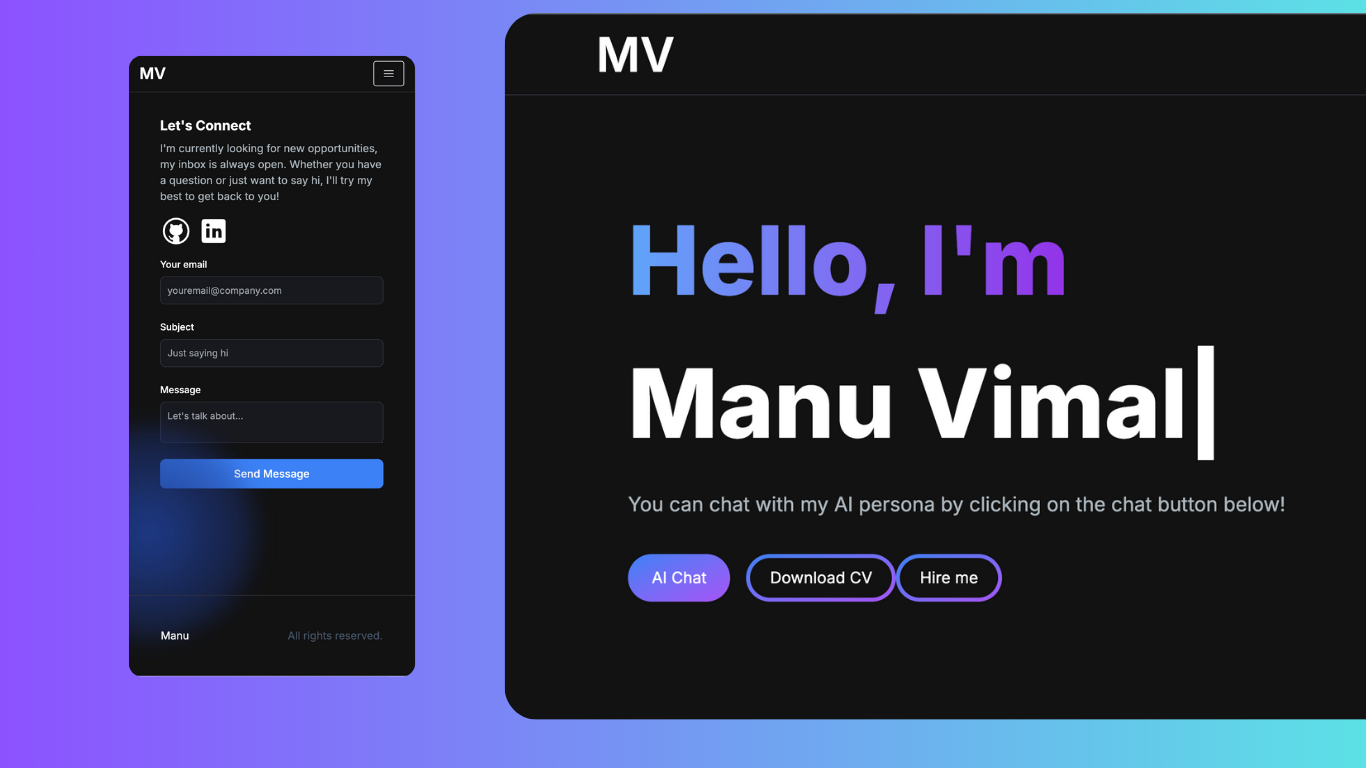 MV
Let's Connect
I'm currently looking for new opportunities,
my inbox is always open. Whether you have
a question or just want to say hi, I'll try my
best to get back to you!
in
Your email
youremail@company.com
Subject
Just saying hi
Message
Let's talk about...
Send Message
Manu
All rights reserved.
MV
Hello, I'm
Manu Vimal
You can chat with my AI persona by clicking on the chat button below!
AI Chat
Download CV
Hire me